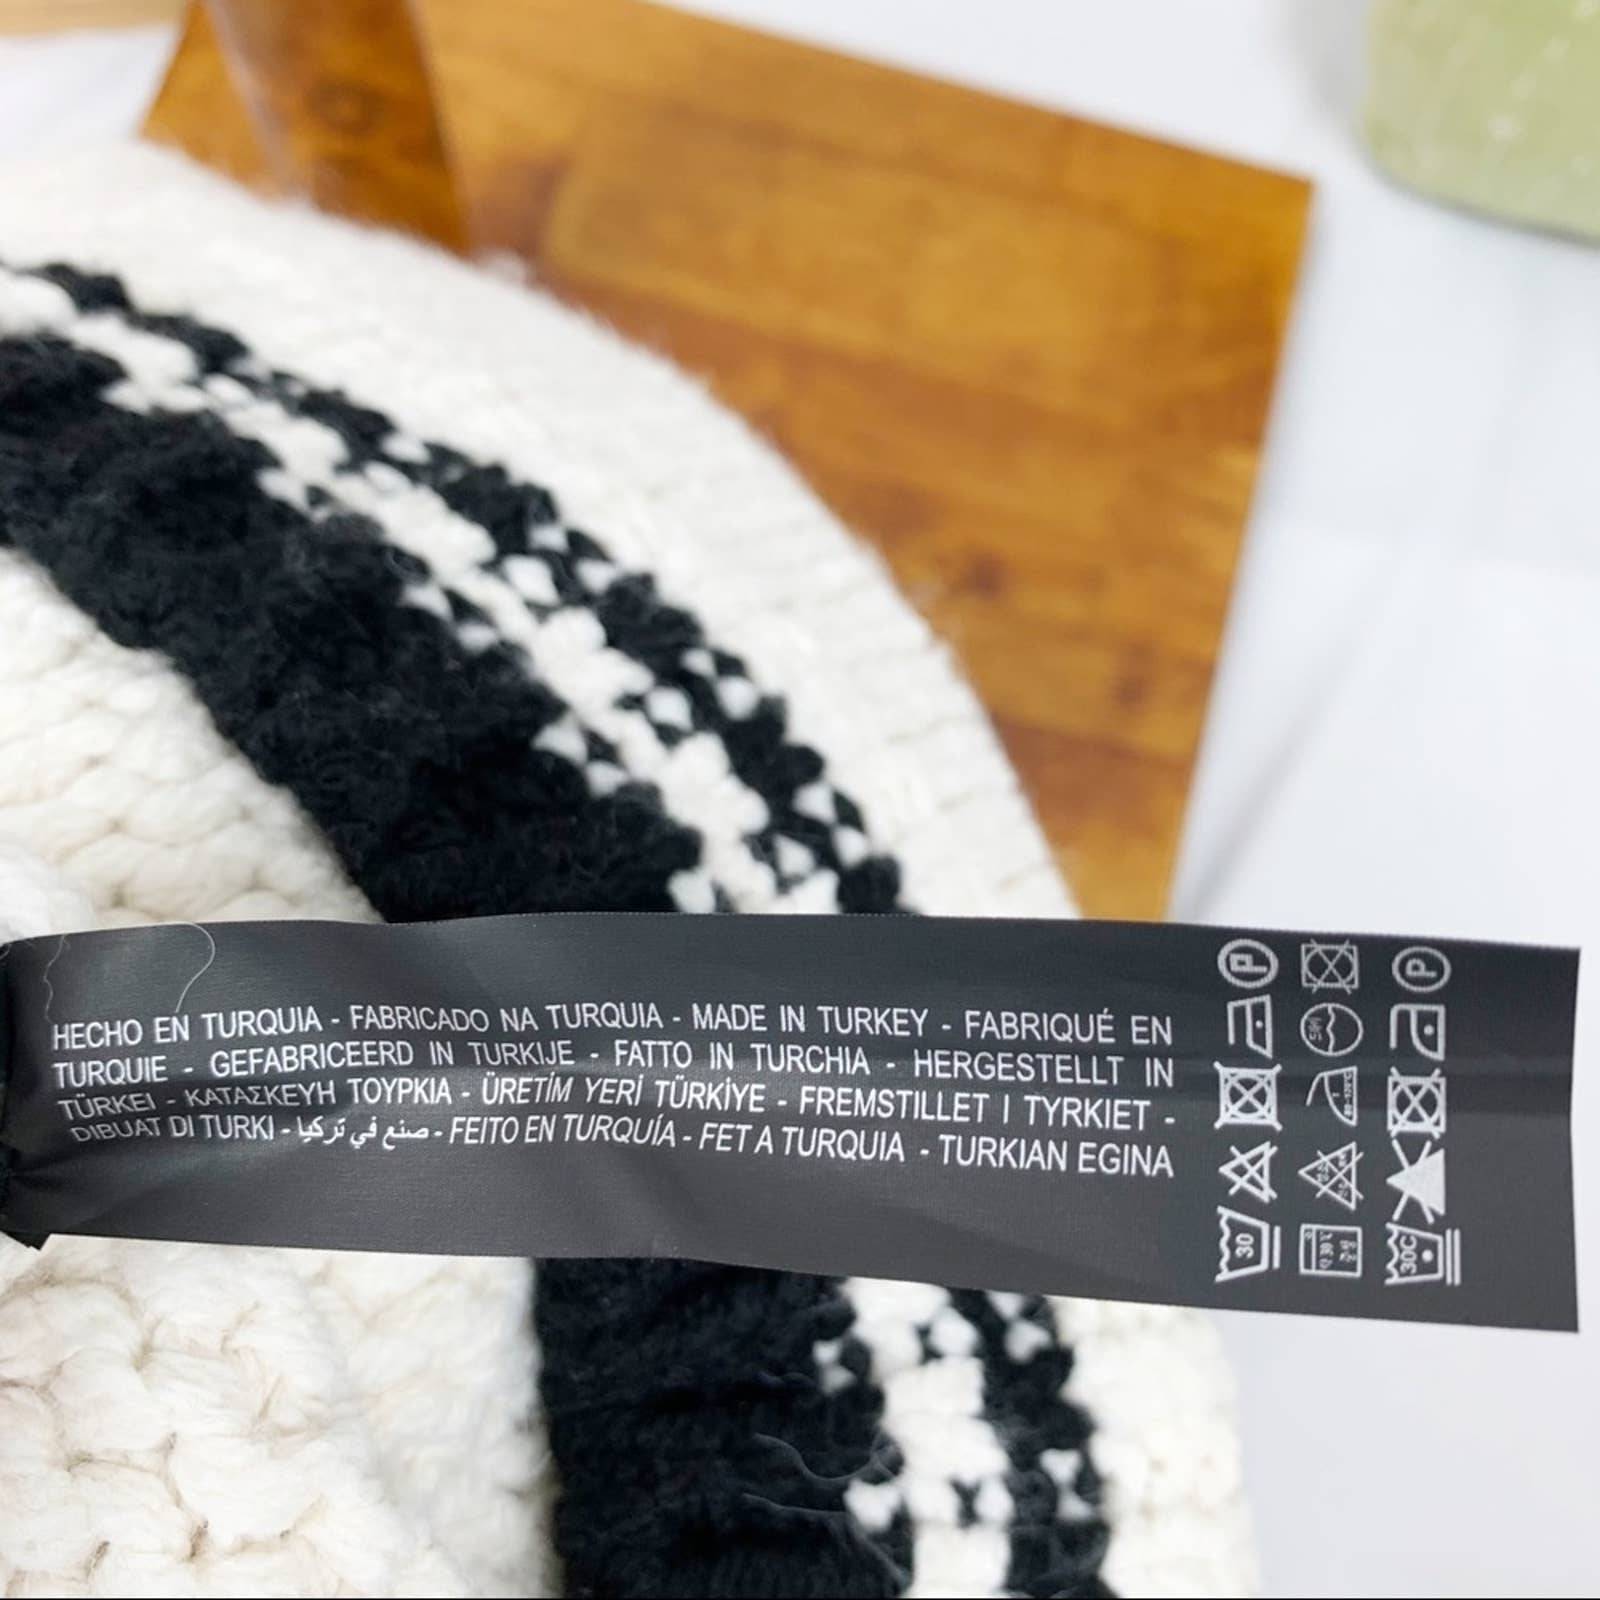 HECHO EN TURQUIA - FABRICADO NA TURQUIA - MADE IN TURKEY - FABRIQUÉ EN
TURQUIE - GEFABRICEERD IN TURKIJE - FATTO IN TURCHIA - HERGESTELLT IN
TÜRKEI - ΚΑΤΑΣΚΕΥΗ ΤΟΥΡΚΙΑ - ÜRETİM YERİ TÜRKİYE - FREMSTILLET I TYRKIET -
DIBUAT DI TURKI - صنع في تركيا - FEITO EN TURQUÍA - FET A TURQUIA - TURKIAN EGINA
P
P
30
30C